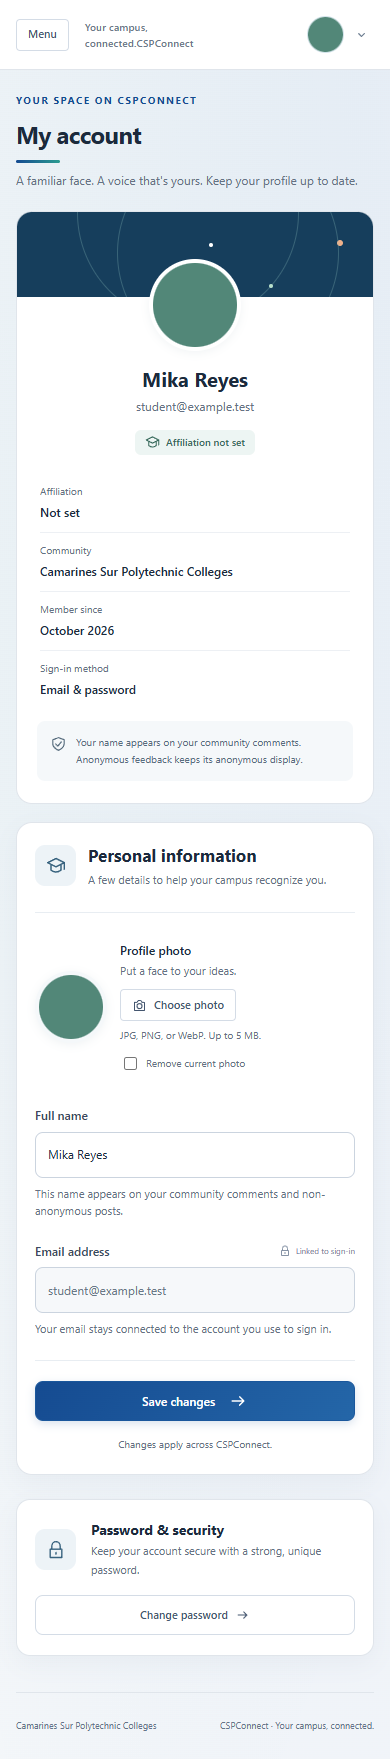 Menu
Your campus,
connected.CSPConnect
YOUR SPACE ON CSPCONNECT
My account
A familiar face. A voice that's yours. Keep your profile up to date.
Mika Reyes
student@example.test
Affiliation not set
Affiliation
Not set
Community
Camarines Sur Polytechnic Colleges
Member since
October 2026
Sign-in method
Email & password
Your name appears on your community comments.
Anonymous feedback keeps its anonymous display.
Personal information
A few details to help your campus recognize you.
Profile photo
Put a face to your ideas.
Choose photo
JPG, PNG, or WebP. Up to 5 MB.
Remove current photo
Full name
Mika Reyes
This name appears on your community comments and non-
anonymous posts.
Email address
Linked to sign-in
student@example.test
Your email stays connected to the account you use to sign in.
Save changes
Changes apply across CSPConnect.
Password & security
Keep your account secure with a strong, unique
password.
Change password
Camarines Sur Polytechnic Colleges
CSPConnect · Your campus, connected.